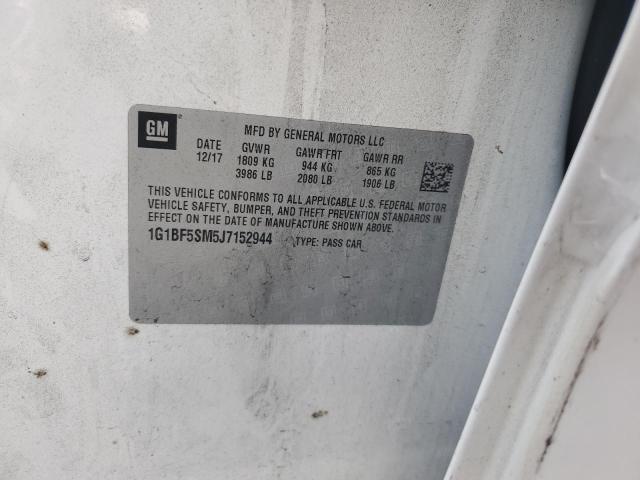 GM
MFD BY GENERAL MOTORS LLC
DATE GVWR GAWR FRT GAWR RR
12/17 1809 KG 944 KG 865 KG
3986 LB 2080 LB 1906 LB
THIS VEHICLE CONFORMS TO ALL APPLICABLE U.S. FEDERAL MOTOR
VEHICLE SAFETY, BUMPER, AND THEFT PREVENTION STANDARDS IN
EFFECT ON THE DATE OF MANUFACTURE SHOWN ABOVE.
1G1BF5SM5J7152944 TYPE: PASS CAR